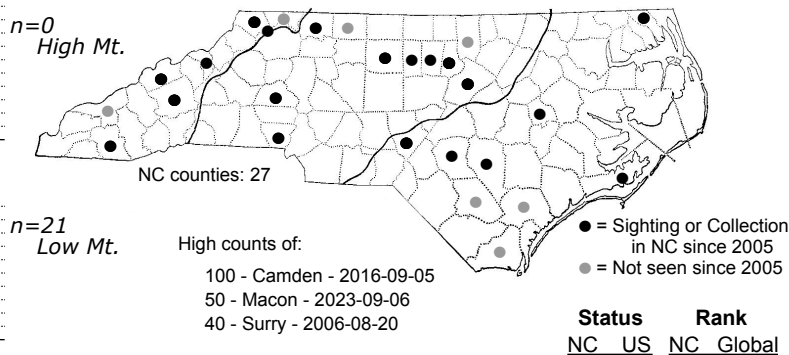 n=0
High Mt.
NC counties: 27
n=21
Low Mt.
High counts of:
100 - Camden - 2016-09-05
50 - Macon - 2023-09-06
40 - Surry - 2006-08-20
= Sighting or Collection
in NC since 2005
= Not seen since 2005
Status Rank
NC US NC Global